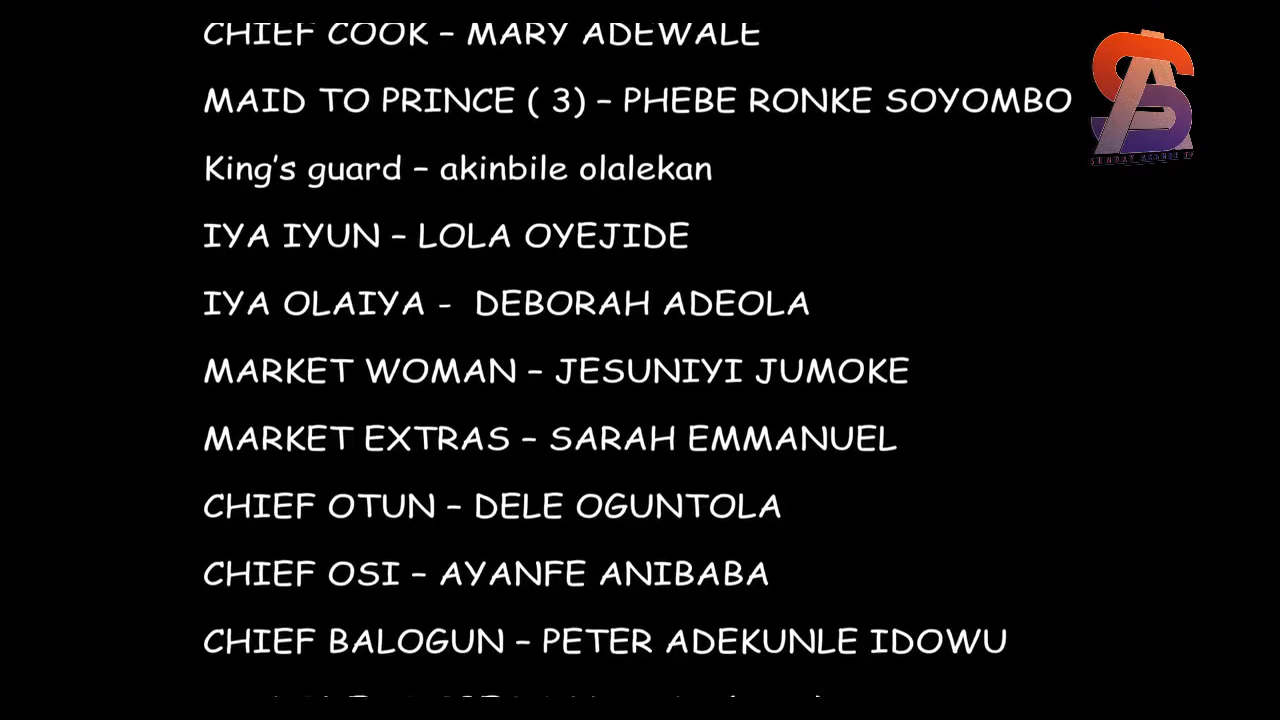 CHIEF COOK – MARY ADEWALE
MAID TO PRINCE ( 3) – PHEBE RONKE SOYOMBO
King's guard – akinbile olalekan
IYA IYUN – LOLA OYEJIDE
IYA OLAIYA - DEBORAH ADEOLA
MARKET WOMAN – JESUNIYI JUMOKE
MARKET EXTRAS – SARAH EMMANUEL
CHIEF OTUN – DELE OGUNTOLA
CHIEF OSI – AYANFE ANIBABA
CHIEF BALOGUN – PETER ADEKUNLE IDOWU